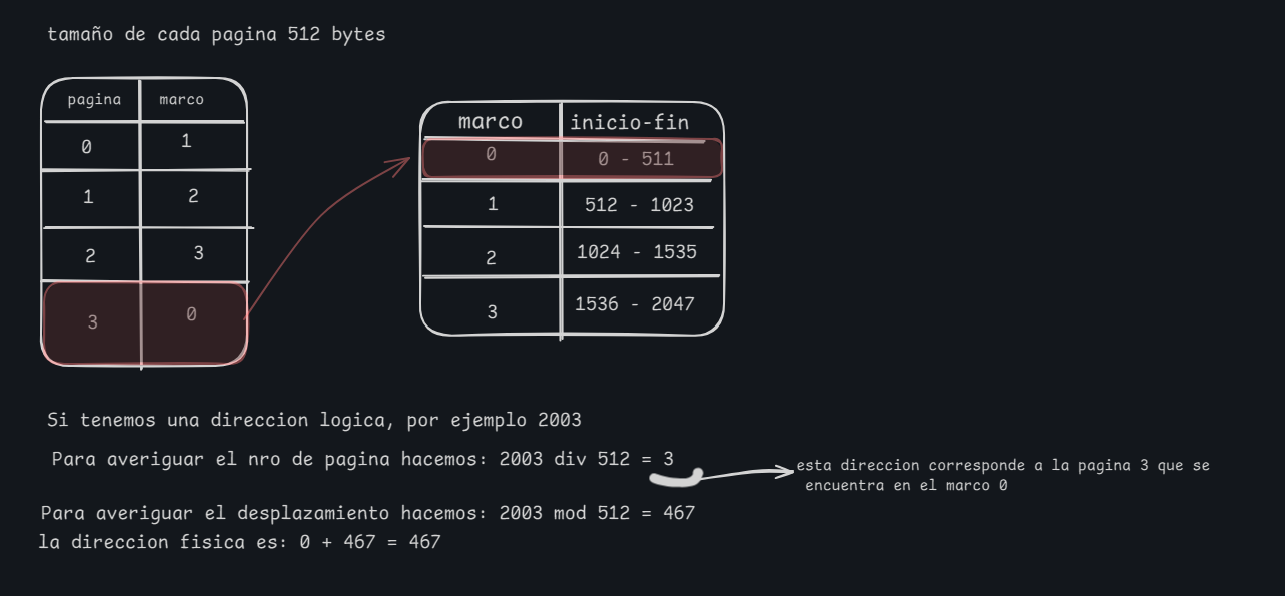 tamaño de cada pagina 512 bytes
pagina marco
0 1
1 2
2 3
3 0
marco inicio-fin
0 0 - 511
1 512 - 1023
2 1024 - 1535
3 1536 - 2047
Si tenemos una direccion logica, por ejemplo 2003
Para averiguar el nro de pagina hacemos: 2003 div 512 = 3
esta direccion corresponde a la pagina 3 que se
encuentra en el marco 0
Para averiguar el desplazamiento hacemos: 2003 mod 512 = 467
la direccion fisica es: 0 + 467 = 467